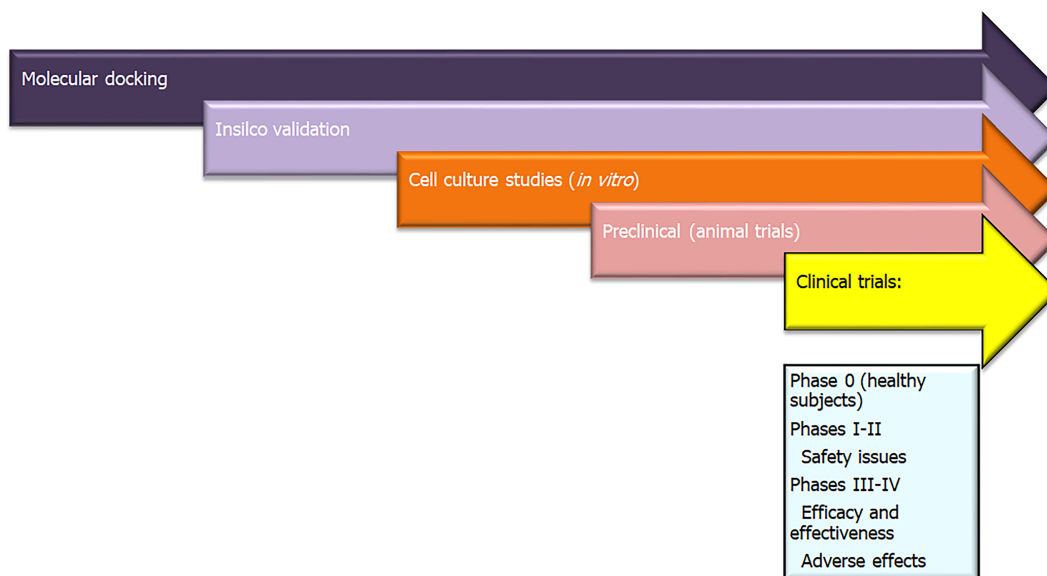 Molecular docking
Insilco validation
Cell culture studies (in vitro)
Preclinical (animal trials)
Clinical trials:
Phase 0 (healthy
subjects)
Phases I-II
Safety issues
Phases III-IV
Efficacy and
effectiveness
Adverse effects